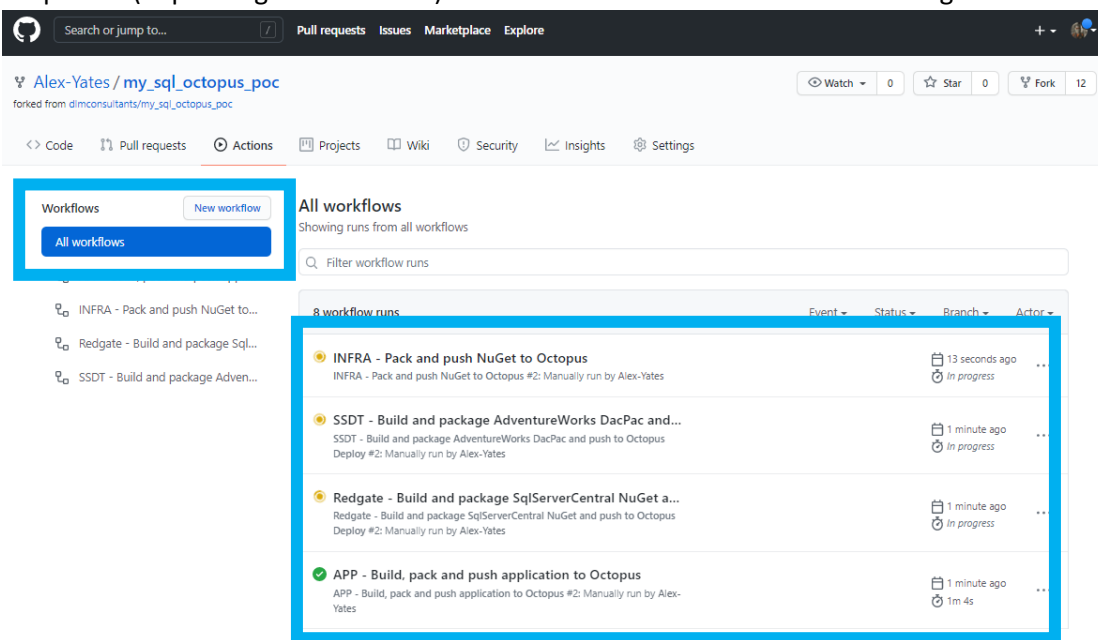 Search or jump to... / Pull requests Issues Marketplace Explore
Alex-Yates / my_sql_octopus_poc
Watch 0 Star 0 Fork 12
forked from dimconsultants/my_sql_octopus_poc
Code Pull requests Actions Projects Wiki Security Insights Settings
Workflows New workflow
All workflows
INFRA - Pack and push NuGet to...
Redgate - Build and package Sql...
SSDT - Build and package Adven...
All workflows
Showing runs from all workflows
Filter workflow runs
8 workflow runs Event Status Branch Actor
INFRA - Pack and push NuGet to Octopus
INFRA - Pack and push NuGet to Octopus #2: Manually run by Alex-Yates
13 seconds ago
In progress
SSDT - Build and package AdventureWorks DacPac and...
SSDT - Build and package AdventureWorks DacPac and push to Octopus
Deploy #2: Manually run by Alex-Yates
1 minute ago
In progress
Redgate - Build and package SqlServerCentral NuGet a...
Redgate - Build and package SqlServerCentral NuGet and push to Octopus
Deploy #2: Manually run by Alex-Yates
1 minute ago
In progress
APP - Build, pack and push application to Octopus
APP - Build, pack and push application to Octopus #2: Manually run by Alex-
Yates
1 minute ago
1m 4s